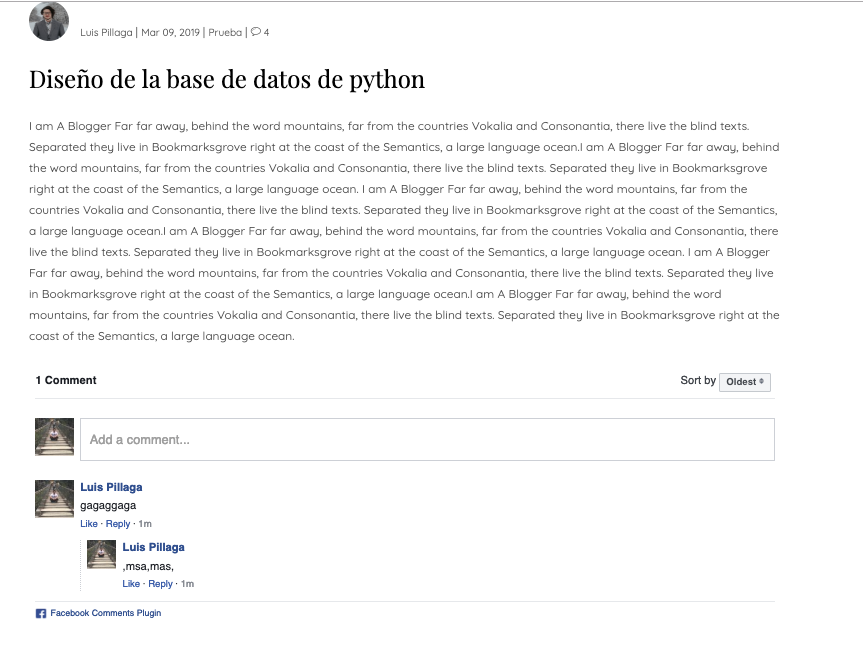 Luis Pillaga | Mar 09, 2019 | Prueba | 4
Diseño de la base de datos de python
I am A Blogger Far far away, behind the word mountains, far from the countries Vokalia and Consonantia, there live the blind texts.
Separated they live in Bookmarksgrove right at the coast of the Semantics, a large language ocean.I am A Blogger Far far away, behind
the word mountains, far from the countries Vokalia and Consonantia, there live the blind texts. Separated they live in Bookmarksgrove
right at the coast of the Semantics, a large language ocean. I am A Blogger Far far away, behind the word mountains, far from the
countries Vokalia and Consonantia, there live the blind texts. Separated they live in Bookmarksgrove right at the coast of the Semantics,
a large language ocean.I am A Blogger Far far away, behind the word mountains, far from the countries Vokalia and Consonantia, there
live the blind texts. Separated they live in Bookmarksgrove right at the coast of the Semantics, a large language ocean. I am A Blogger
Far far away, behind the word mountains, far from the countries Vokalia and Consonantia, there live the blind texts. Separated they live
in Bookmarksgrove right at the coast of the Semantics, a large language ocean.I am A Blogger Far far away, behind the word
mountains, far from the countries Vokalia and Consonantia, there live the blind texts. Separated they live in Bookmarksgrove right at the
coast of the Semantics, a large language ocean.
1 Comment Sort by Oldest
Add a comment...
Luis Pillaga
gagaggaga
Like · Reply · 1m
Luis Pillaga
,msa,mas,
Like · Reply · 1m
Facebook Comments Plugin